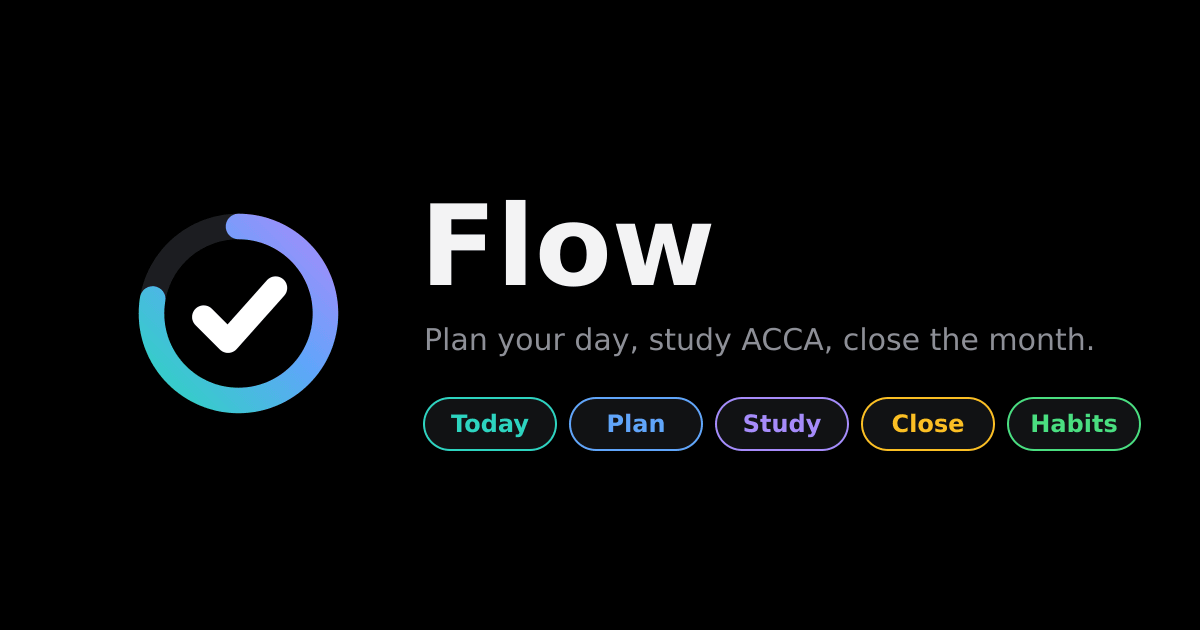 Flow
Plan your day, study ACCA, close the month.
Today Plan Study Close Habits